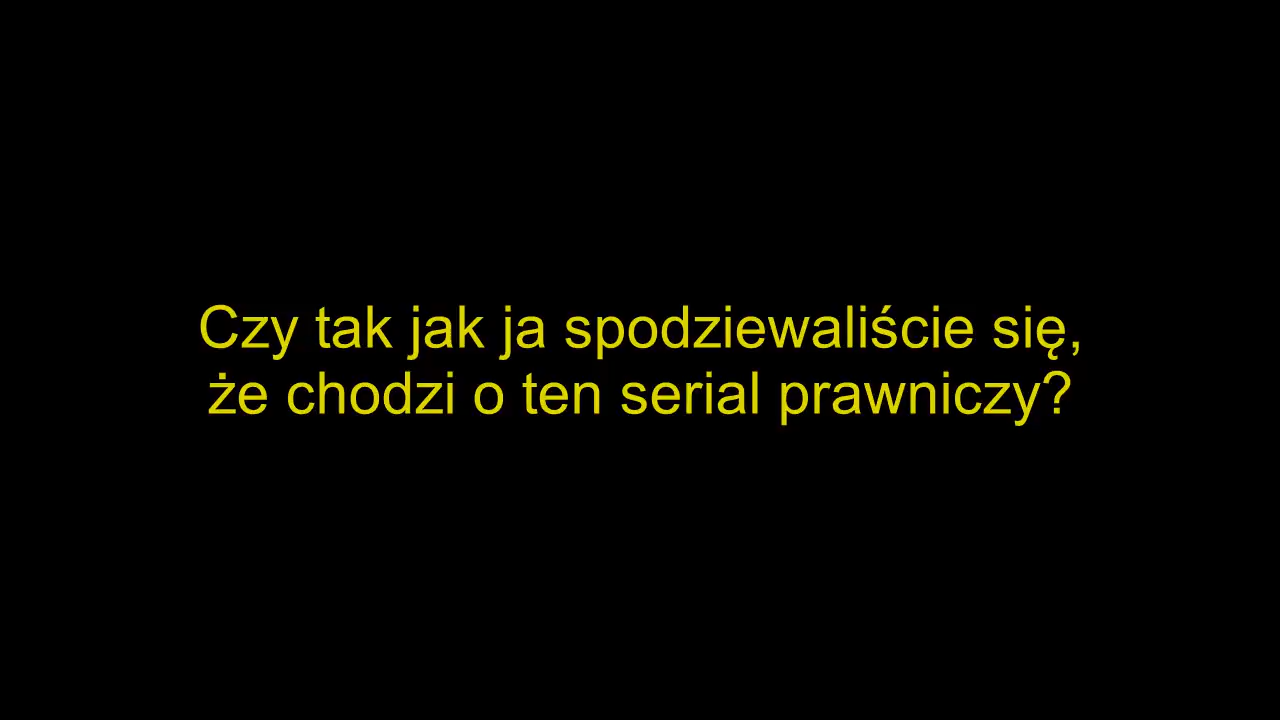 Czy tak jak ja spodziewaliście się,
że chodzi o ten serial prawniczy?